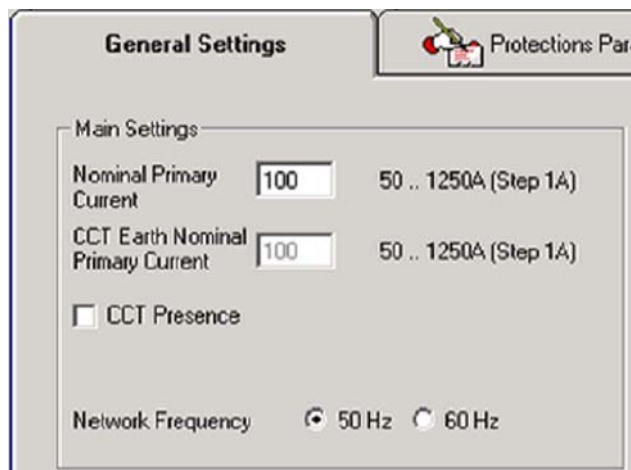 General Settings
Protections Par
Main Settings
Nominal Primary
Current
100
50 .. 1250A (Step 1A)
CCT Earth Nominal
Primary Current
100
50 .. 1250A (Step 1A)
CCT Presence
Network Frequency
50 Hz
60 Hz